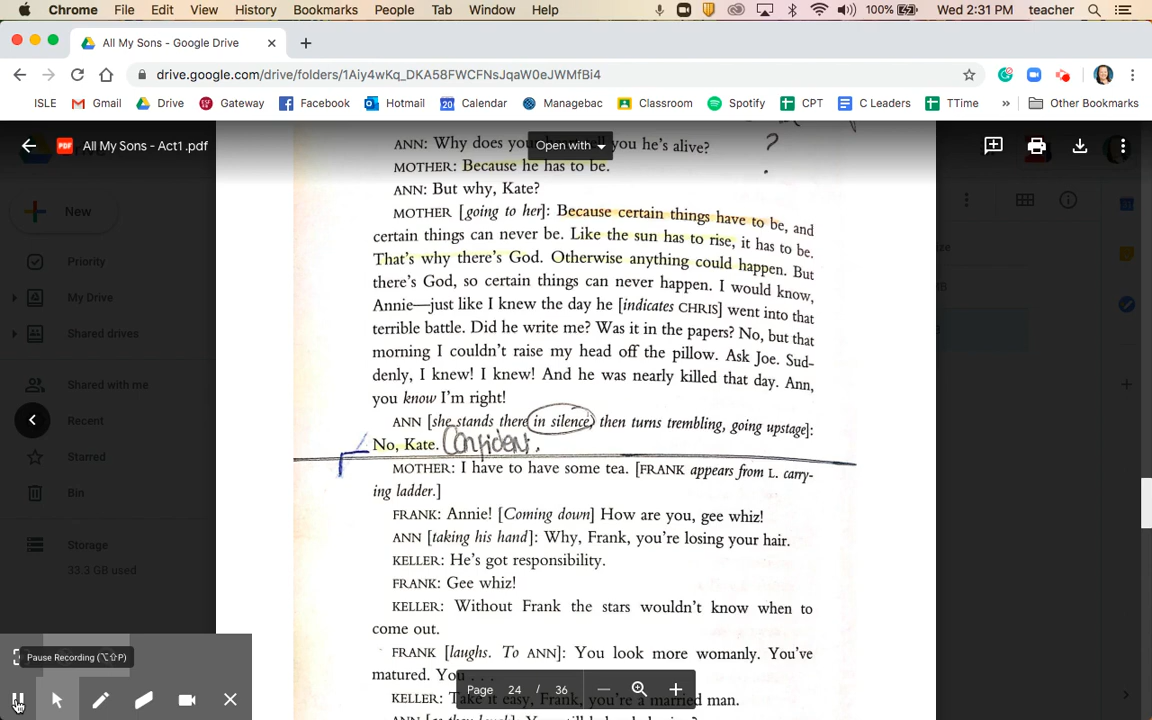 Chrome File Edit View History Bookmarks People Tab Window Help 100% Wed 2:31 PM teacher
All My Sons - Google Drive
drive.google.com/drive/folders/1Aiy4wKq_DKA58FWCFNsJqaW0eJWMfBi4
ISLE Gmail Drive Gateway Facebook Hotmail 20 Calendar Managebac Classroom Spotify CPT C Leaders TTime » Other Bookmarks
PDF All My Sons - Act1.pdf
Open with
New
Priority
My Drive
Shared drives
Shared with me
Recent
Starred
Bin
Storage
33.3 GB used
ANN: Why does you you he's alive?
?
MOTHER: Because he has to be.
ANN: But why, Kate?
MOTHER [going to her]: Because certain things have to be, and
certain things can never be. Like the sun has to rise, it has to be.
That's why there's God. Otherwise anything could happen. But
there's God, so certain things can never happen. I would know,
Annie—just like I knew the day he [indicates CHRIS] went into that
terrible battle. Did he write me? Was it in the papers? No, but that
morning I couldn't raise my head off the pillow. Ask Joe. Sud-
denly, I knew! I knew! And he was nearly killed that day. Ann,
you know I'm right!
ANN [she stands there in silence, then turns trembling, going upstage]:
No, Kate. Confident.
MOTHER: I have to have some tea. [FRANK appears from L. carry-
ing ladder.]
FRANK: Annie! [Coming down] How are you, gee whiz!
ANN [taking his hand]: Why, Frank, you're losing your hair.
KELLER: He's got responsibility.
FRANK: Gee whiz!
KELLER: Without Frank the stars wouldn't know when to
come out.
FRANK [laughs. To ANN]: You look more womanly. You've
matured. You . . .
KELLER: Take it easy, Frank, you're a married man.
Page 24 / 36
Pause Recording (⌥⇧P)